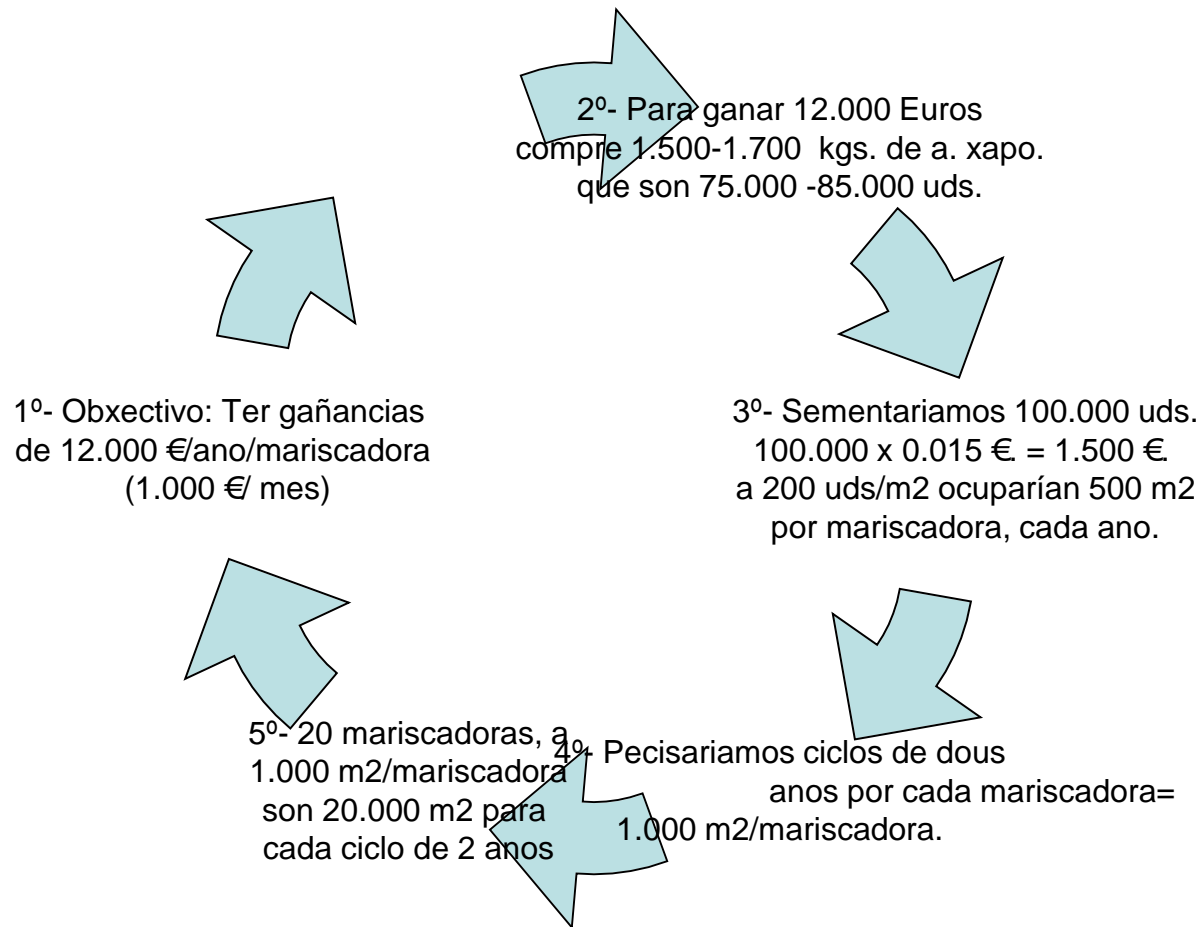 1º- Obxectivo: Ter gañancias
de 12.000 €/ano/mariscadora
(1.000 €/ mes)
2º- Para ganar 12.000 Euros
compre 1.500-1.700 kgs. de a. xapo.
que son 75.000 -85.000 uds.
3º- Sementariamos 100.000 uds.
100.000 x 0.015 €. = 1.500 €.
a 200 uds/m2 ocuparían 500 m2
por mariscadora, cada ano.
4º- Pecisariamos ciclos de dous
anos por cada mariscadora=
1.000 m2/mariscadora.
5º- 20 mariscadoras, a
1.000 m2/mariscadora
son 20.000 m2 para
cada ciclo de 2 anos